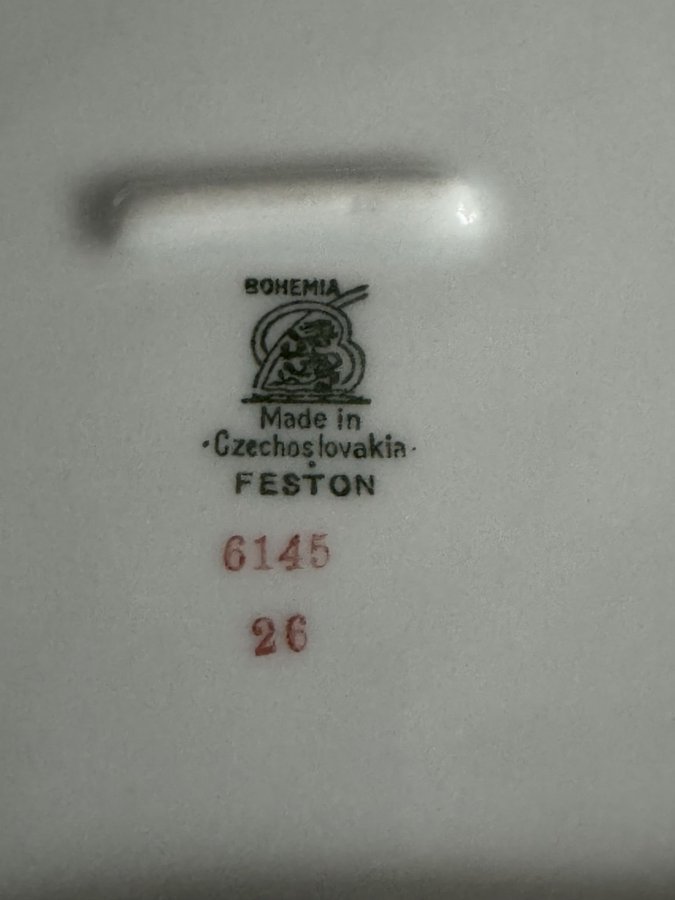 BOHEMIA
B
Made in
·Czechoslovakia·
FESTON
6145
26